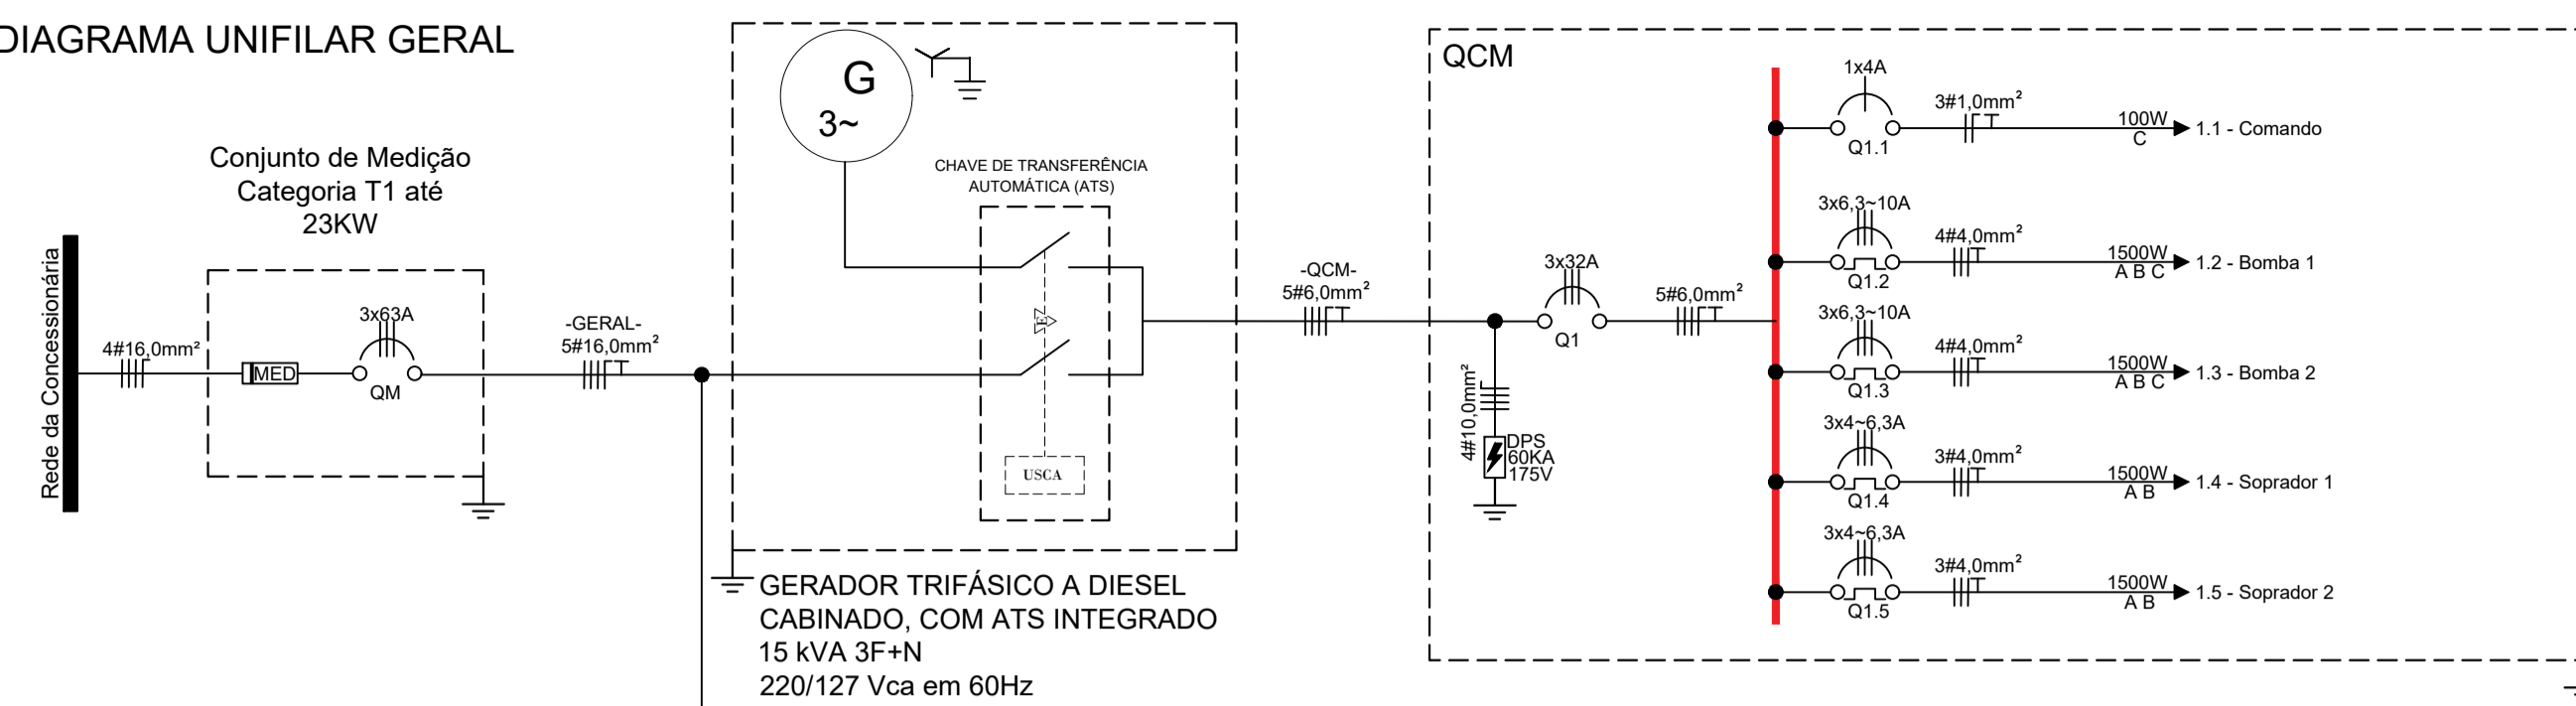 DIAGRAMA UNIFILAR GERAL
Rede da Concessionária
4#16,0mm²
Conjunto de Medição
Categoria T1 até
23KW
MED
3x63A
QM
-GERAL-
5#16,0mm²
G
3~
CHAVE DE TRANSFERÊNCIA
AUTOMÁTICA (ATS)
E
USCA
GERADOR TRIFÁSICO A DIESEL
CABINADO, COM ATS INTEGRADO
15 kVA 3F+N
220/127 Vca em 60Hz
-QCM-
5#6,0mm²
QCM
4#10,0mm²
DPS
60KA
175V
3x32A
Q1
5#6,0mm²
1x4A
Q1.1
3#1,0mm²
100W
C
1.1 - Comando
3x6,3~10A
Q1.2
4#4,0mm²
1500W
A B C
1.2 - Bomba 1
3x6,3~10A
Q1.3
4#4,0mm²
1500W
A B C
1.3 - Bomba 2
3x4~6,3A
Q1.4
3#4,0mm²
1500W
A B
1.4 - Soprador 1
3x4~6,3A
Q1.5
3#4,0mm²
1500W
A B
1.5 - Soprador 2